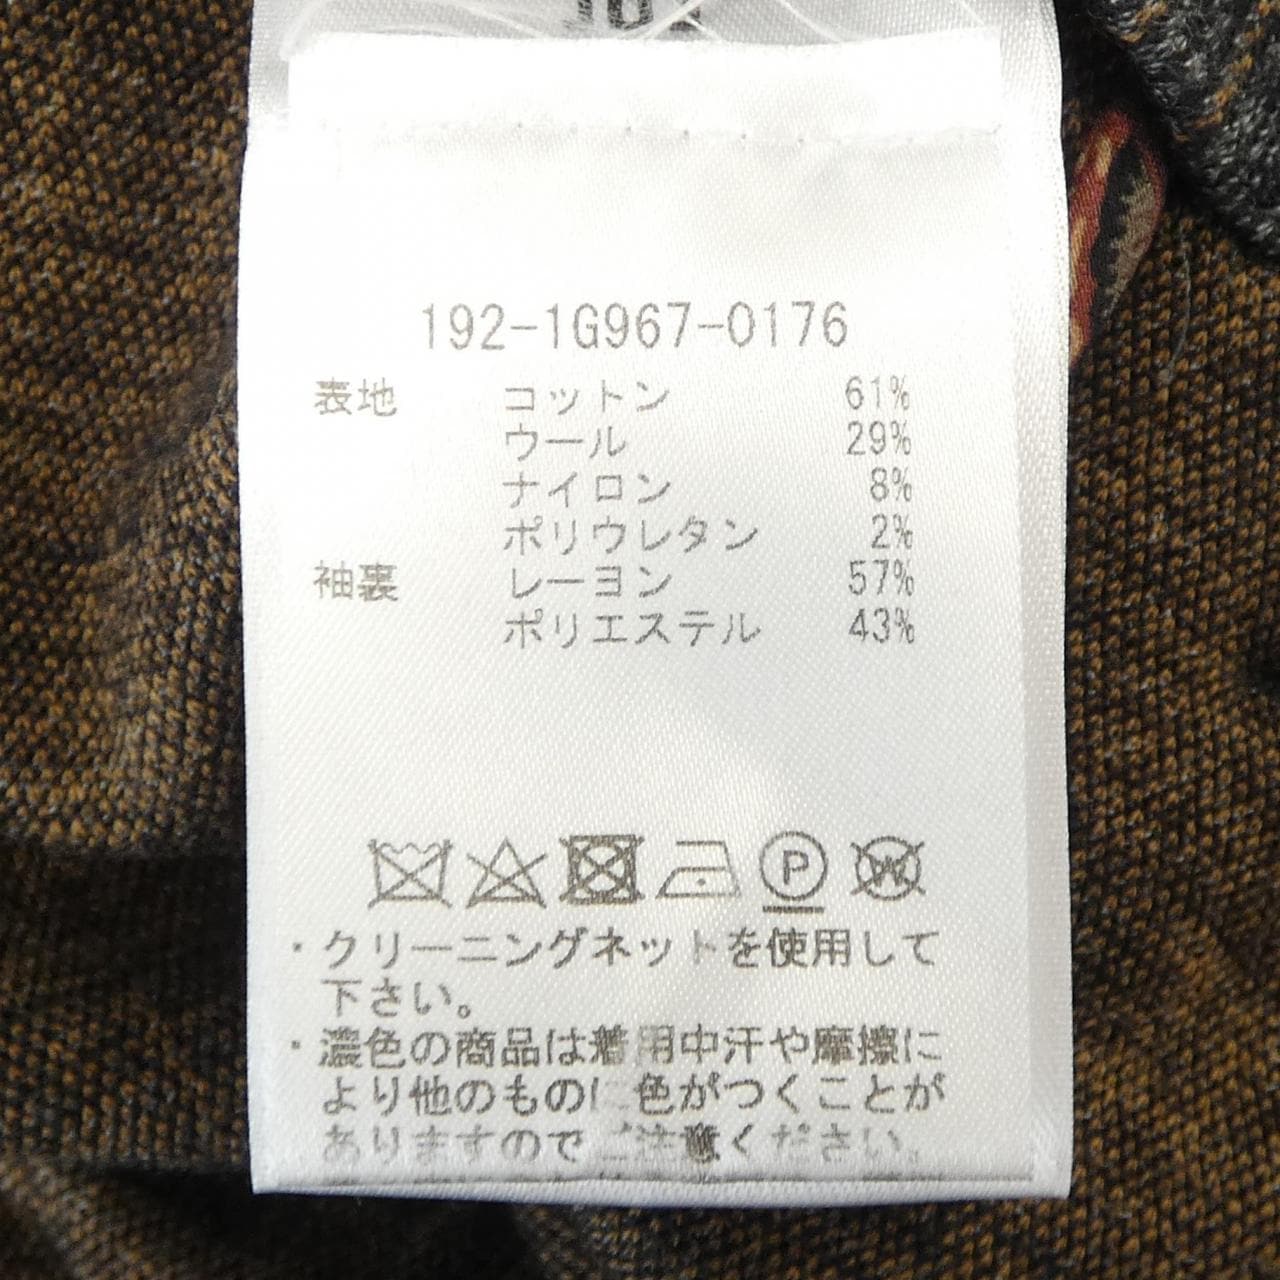 192-1G967-0176
表地 コットン 61%
ウール 29%
ナイロン 8%
ポリウレタン 2%
袖裏 レーヨン 57%
ポリエステル 43%
P W
・クリーニングネットを使用して
下さい。
・濃色の商品は着用中汗や摩擦に
より他のものに色がつくことが
ありますのでご注意ください。